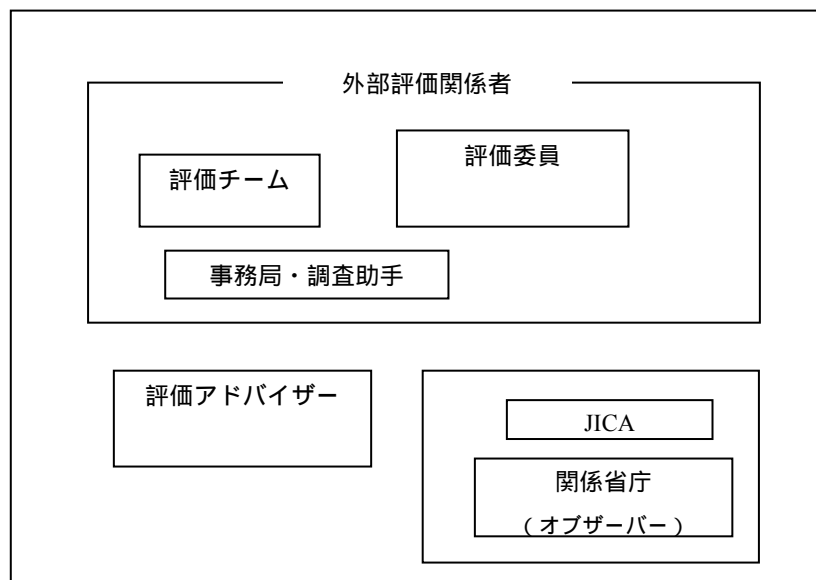 外部評価関係者
評価チーム
評価委員
事務局・調査助手
評価アドバイザー
JICA
関係省庁
(オブザーバー)